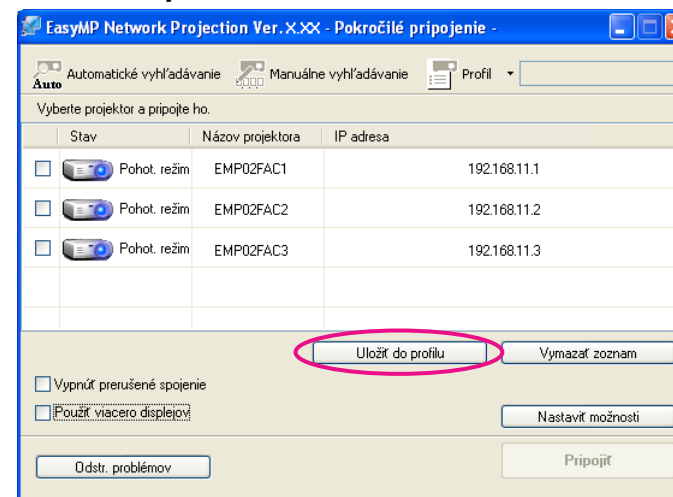 EasyMP Network Projection Ver.X.XX - Pokročilé pripojenie -
Auto Automatické vyhľadávanie Manuálne vyhľadávanie Profil
Vyberte projektor a pripojte ho.
Stav Názov projektora IP adresa
Pohot. režim EMP02FAC1 192.168.11.1
Pohot. režim EMP02FAC2 192.168.11.2
Pohot. režim EMP02FAC3 192.168.11.3
Uložiť do profilu Vymazať zoznam
Vypnúť prerušené spojenie
Použiť viacero displejov
Nastaviť možnosti
Odstr. problémov Pripojiť